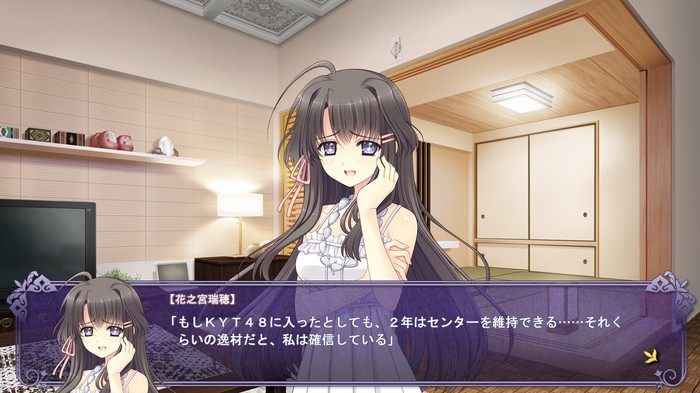 【花之宮瑞穂】
「もしＫＹＴ４８に入ったとしても、２年はセンターを維持できる……それく
らいの逸材だと、私は確信している」